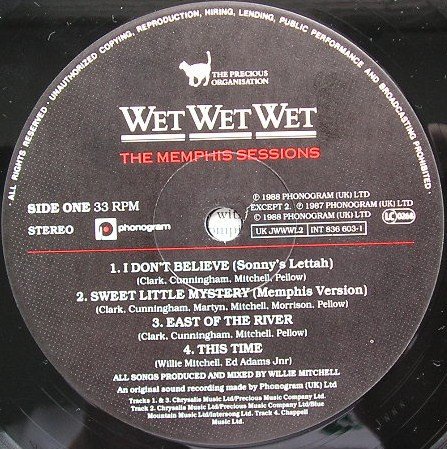 ALL RIGHTS RESERVED · UNAUTHORIZED COPYING, REPRODUCTION, HIRING, LENDING, PUBLIC PERFORMANCE AND BROADCASTING PROHIBITED
THE PRECIOUS
ORGANISATION
WET WET WET
THE MEMPHIS SESSIONS
SIDE ONE 33 RPM
STEREO
phonogram
Ⓟ 1988 PHONOGRAM (UK) LTD
EXCEPT 2. Ⓟ 1987 PHONOGRAM (UK) LTD
© 1988 PHONOGRAM (UK) LTD
LC 0268
UK JWWWL2
INT 836 603-1
1. I DON'T BELIEVE (Sonny's Lettah)
(Clark, Cunningham, Mitchell, Pellow)
2. SWEET LITTLE MYSTERY (Memphis Version)
(Clark, Cunningham, Martyn, Mitchell, Morrison, Pellow)
3. EAST OF THE RIVER
(Clark, Cunningham, Mitchell, Pellow)
4. THIS TIME
(Willie Mitchell, Ed Adams Jnr)
ALL SONGS PRODUCED AND MIXED BY WILLIE MITCHELL
An original sound recording made by Phonogram (UK) Ltd
Tracks 1. & 3. Chrysalis Music Ltd/Precious Music Company Ltd.
Track 2. Chrysalis Music Ltd/Precious Music Company Ltd/Blue
Mountain Music Ltd/Intersong Ltd. Track 4. Chappell
Music Ltd.